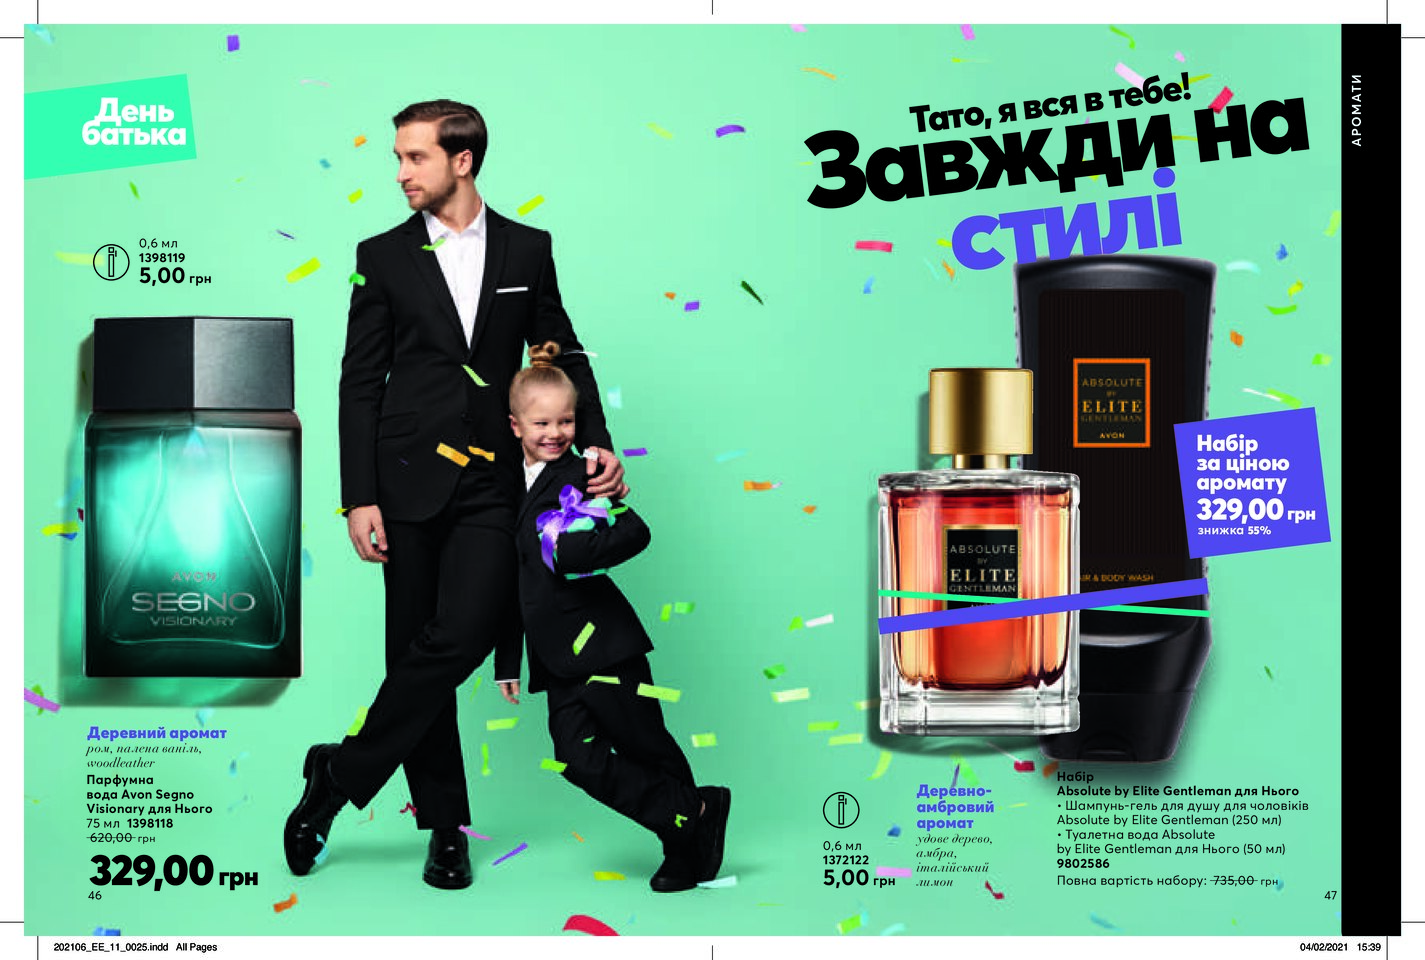 День
батька
0,6 мл
1398119
5,00 грн
AVON
SEGNO
VISIONARY
Деревний аромат
ром, палена ваніль,
woodleather
Парфумна
вода Avon Segno
Visionary для Нього
75 мл 1398118
620,00 грн
329,00 грн
46
Тато, я вся в тебе!
Завжди на
стилі
АРОМАТИ
ABSOLUTE
BY
ELITE
GENTLEMAN
AVON
Набір
за ціною
аромату
329,00 грн
знижка 55%
ABSOLUTE
BY
ELITE
GENTLEMAN
& BODY WASH
Деревно-
амбровий
аромат
удове дерево,
амбра,
італійський
лимон
0,6 мл
1372122
5,00 грн
Набір
Absolute by Elite Gentleman для Нього
• Шампунь-гель для душу для чоловіків
Absolute by Elite Gentleman (250 мл)
• Туалетна вода Absolute
by Elite Gentleman для Нього (50 мл)
9802586
Повна вартість набору: 735,00 грн
47
202106_EE_11_0025.indd All Pages
04/02/2021 15:39